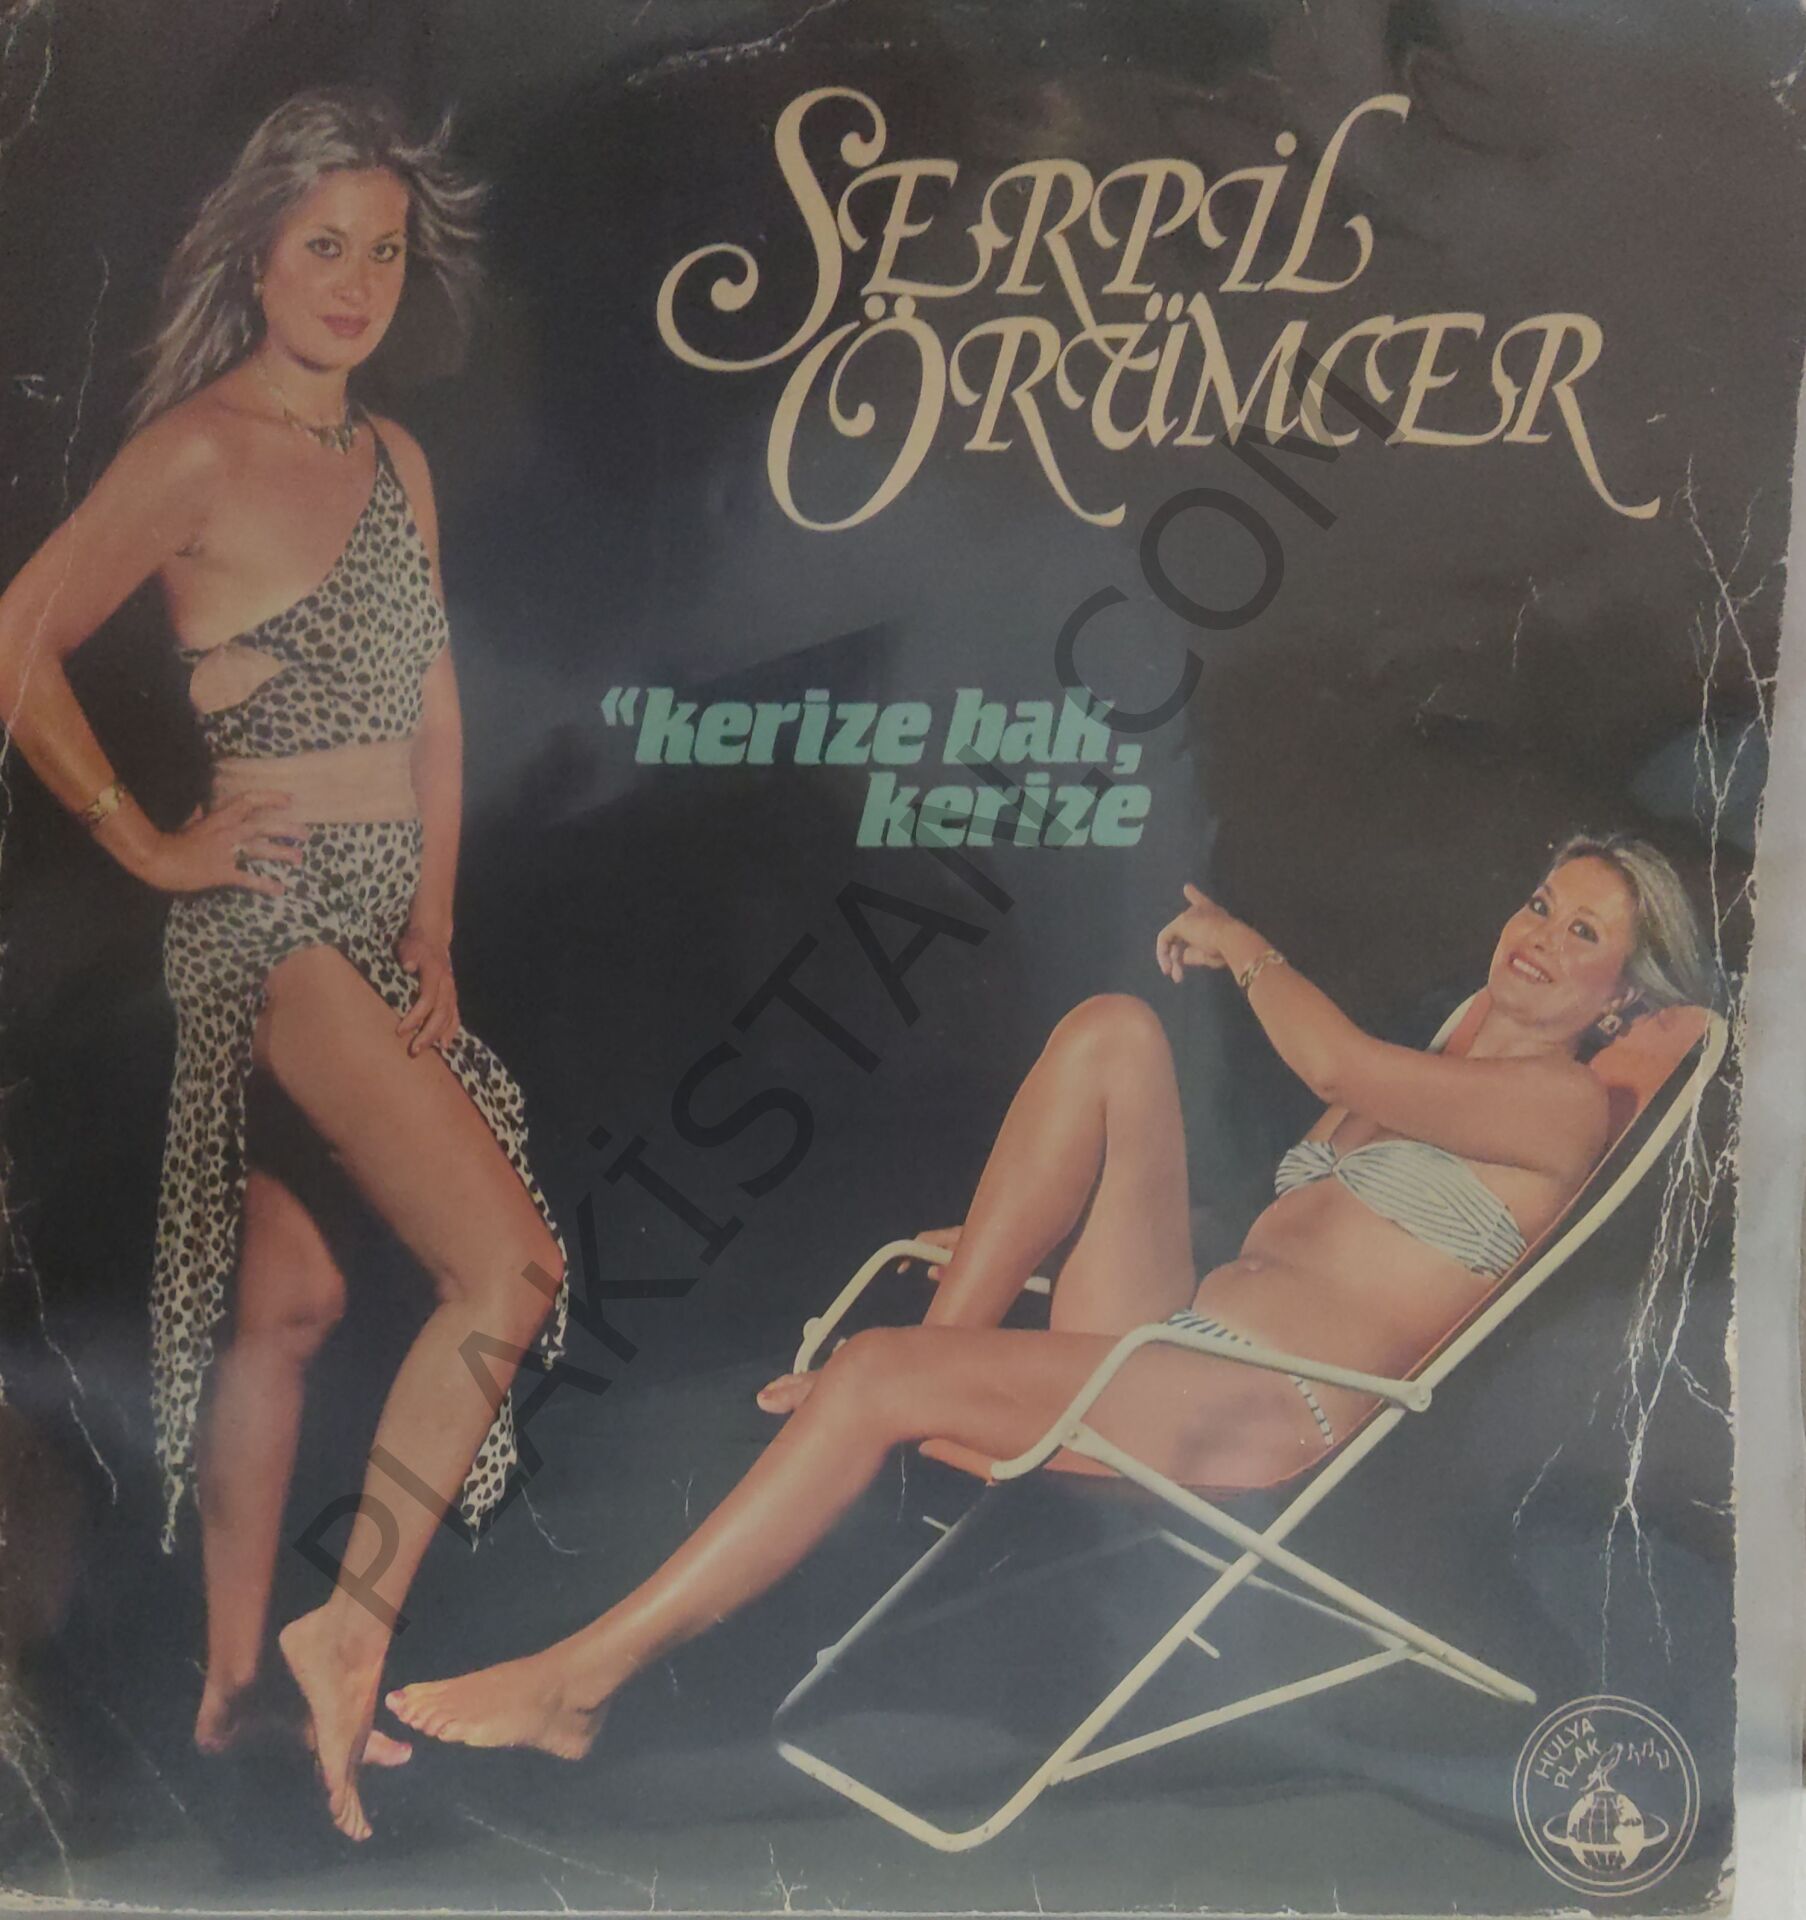 SERPİL
ÖRÜMCER
“kerize bak,
kerize
HÜLYA
PLAK
PLAKİSTAN.COM